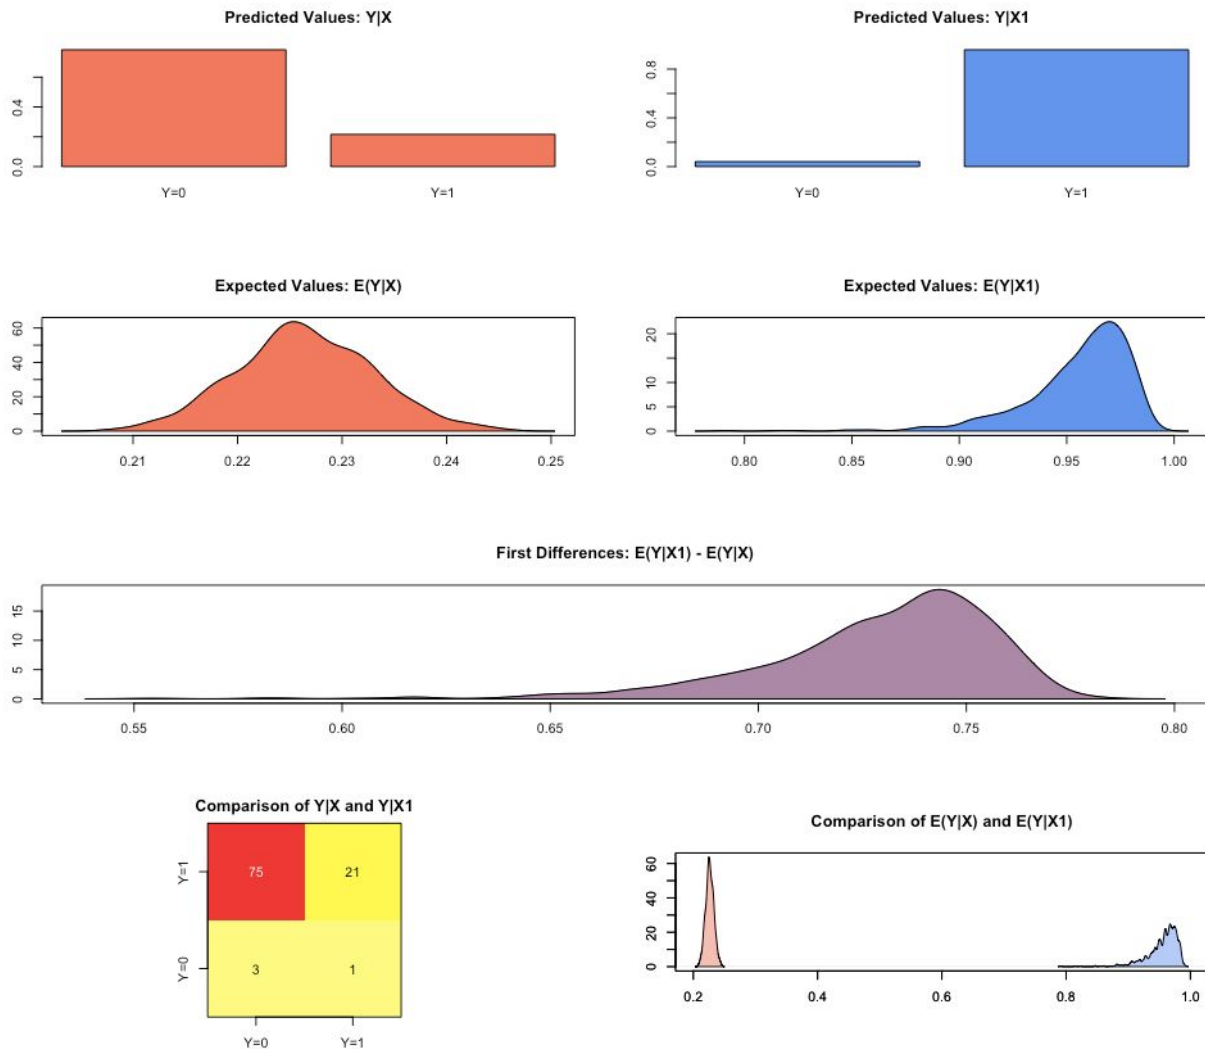 Predicted Values: Y|X
0.0 0.4
Y=0 Y=1
Predicted Values: Y|X1
0.0 0.4 0.8
Y=0 Y=1
Expected Values: E(Y|X)
0 20 40 60
0.21 0.22 0.23 0.24 0.25
Expected Values: E(Y|X1)
0 5 10 20
0.80 0.85 0.90 0.95 1.00
First Differences: E(Y|X1) - E(Y|X)
0 5 10 15
0.55 0.60 0.65 0.70 0.75 0.80
Comparison of Y|X and Y|X1
Y=1 75 21
Y=0 3 1
Y=0 Y=1
Comparison of E(Y|X) and E(Y|X1)
0 20 40 60
0.2 0.4 0.6 0.8 1.0